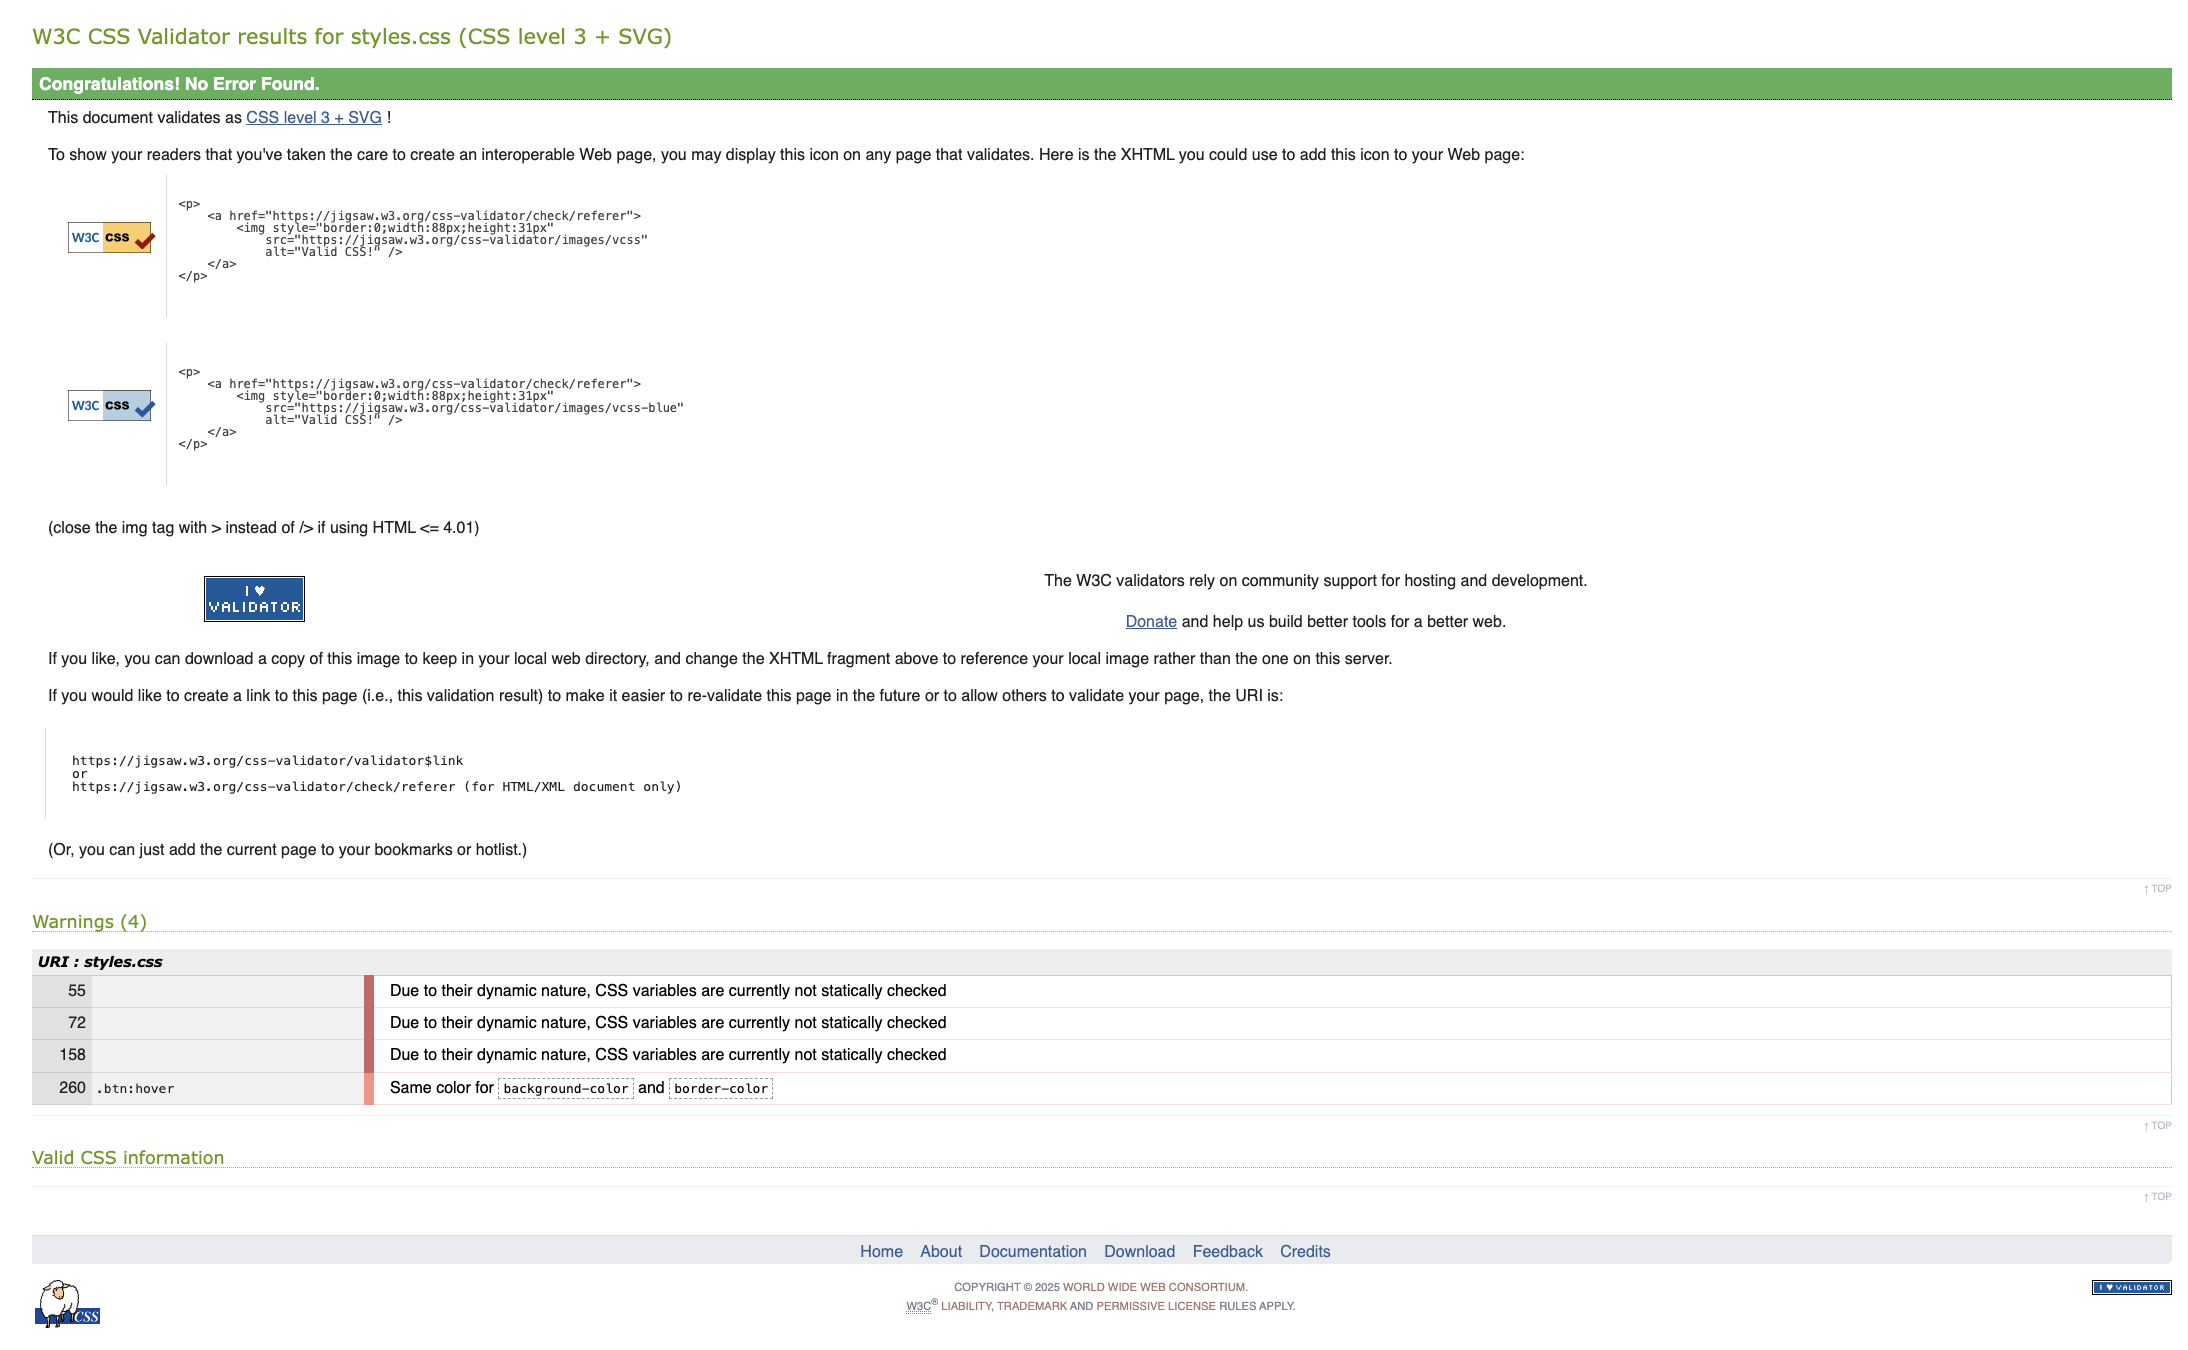 W3C CSS Validator results for styles.css (CSS level 3 + SVG)
Congratulations! No Error Found.
This document validates as CSS level 3 + SVG !
To show your readers that you've taken the care to create an interoperable Web page, you may display this icon on any page that validates. Here is the XHTML you could use to add this icon to your Web page:
W3C css
<p>
    <a href="https://jigsaw.w3.org/css-validator/check/referer">
        <img style="border:0;width:88px;height:31px"
            src="https://jigsaw.w3.org/css-validator/images/vcss"
            alt="Valid CSS!" />
    </a>
</p>
W3C css
<p>
    <a href="https://jigsaw.w3.org/css-validator/check/referer">
        <img style="border:0;width:88px;height:31px"
            src="https://jigsaw.w3.org/css-validator/images/vcss-blue"
            alt="Valid CSS!" />
    </a>
</p>
(close the img tag with > instead of /> if using HTML <= 4.01)
I ♥
VALIDATOR
The W3C validators rely on community support for hosting and development.
Donate and help us build better tools for a better web.
If you like, you can download a copy of this image to keep in your local web directory, and change the XHTML fragment above to reference your local image rather than the one on this server.
If you would like to create a link to this page (i.e., this validation result) to make it easier to re-validate this page in the future or to allow others to validate your page, the URI is:
https://jigsaw.w3.org/css-validator/validator$link
or
https://jigsaw.w3.org/css-validator/check/referer (for HTML/XML document only)
(Or, you can just add the current page to your bookmarks or hotlist.)
↑ TOP
Warnings (4)
URI : styles.css
55 Due to their dynamic nature, CSS variables are currently not statically checked
72 Due to their dynamic nature, CSS variables are currently not statically checked
158 Due to their dynamic nature, CSS variables are currently not statically checked
260 .btn:hover Same color for background-color and border-color
↑ TOP
Valid CSS information
↑ TOP
Home About Documentation Download Feedback Credits
CSS
COPYRIGHT © 2025 WORLD WIDE WEB CONSORTIUM.
W3C® LIABILITY, TRADEMARK AND PERMISSIVE LICENSE RULES APPLY.
I ♥ VALIDATOR